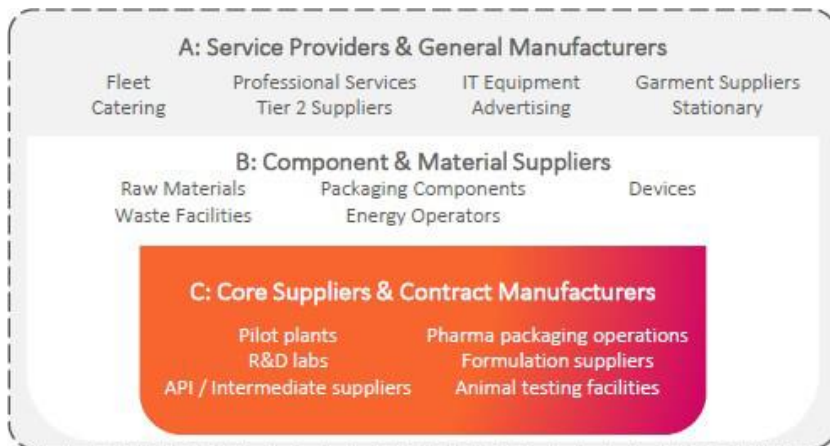 A: Service Providers & General Manufacturers
Fleet Professional Services IT Equipment Garment Suppliers
Catering Tier 2 Suppliers Advertising Stationary
B: Component & Material Suppliers
Raw Materials Packaging Components Devices
Waste Facilities Energy Operators
C: Core Suppliers & Contract Manufacturers
Pilot plants Pharma packaging operations
R&D labs Formulation suppliers
API / Intermediate suppliers Animal testing facilities